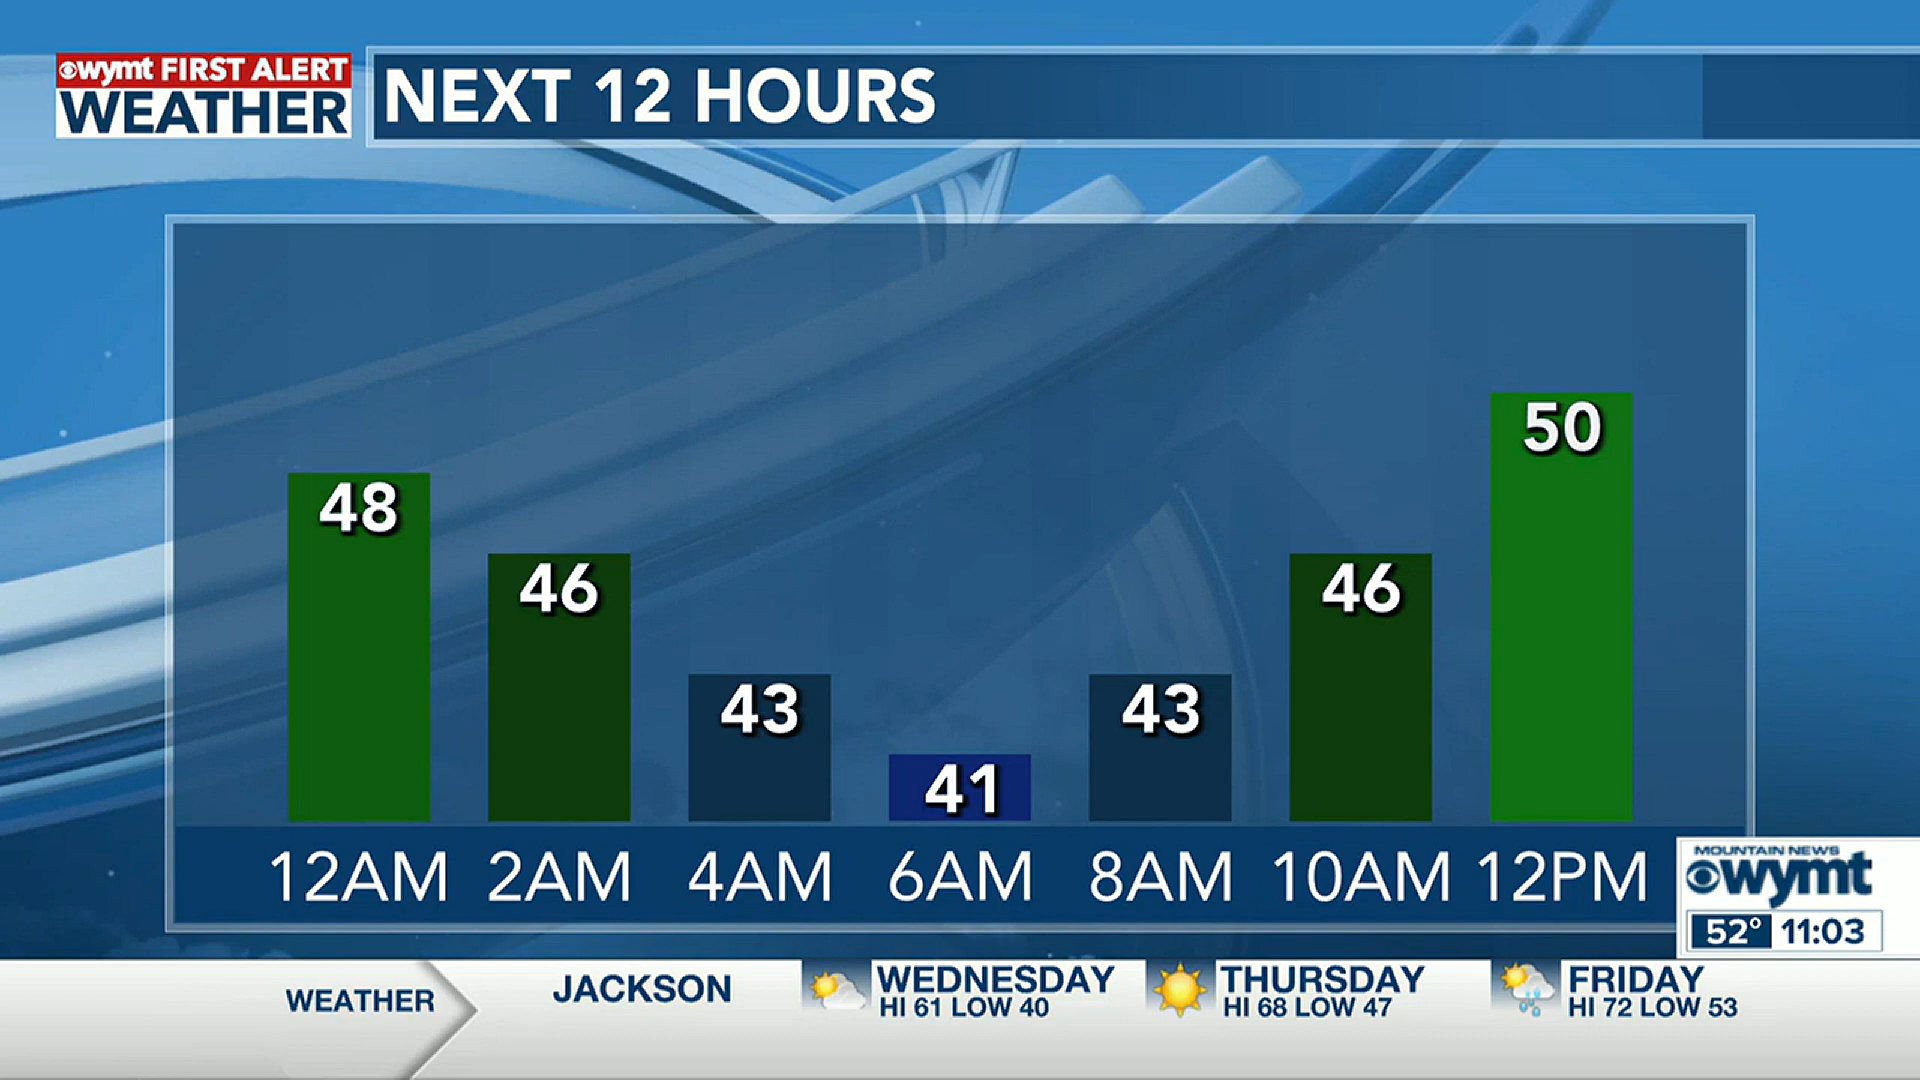 wymt FIRST ALERT
WEATHER
NEXT 12 HOURS
48
46
43
41
43
46
50
12AM 2AM 4AM 6AM 8AM 10AM 12PM
MOUNTAIN NEWS
wymt
52° 11:03
WEATHER
JACKSON
WEDNESDAY
HI 61 LOW 40
THURSDAY
HI 68 LOW 47
FRIDAY
HI 72 LOW 53